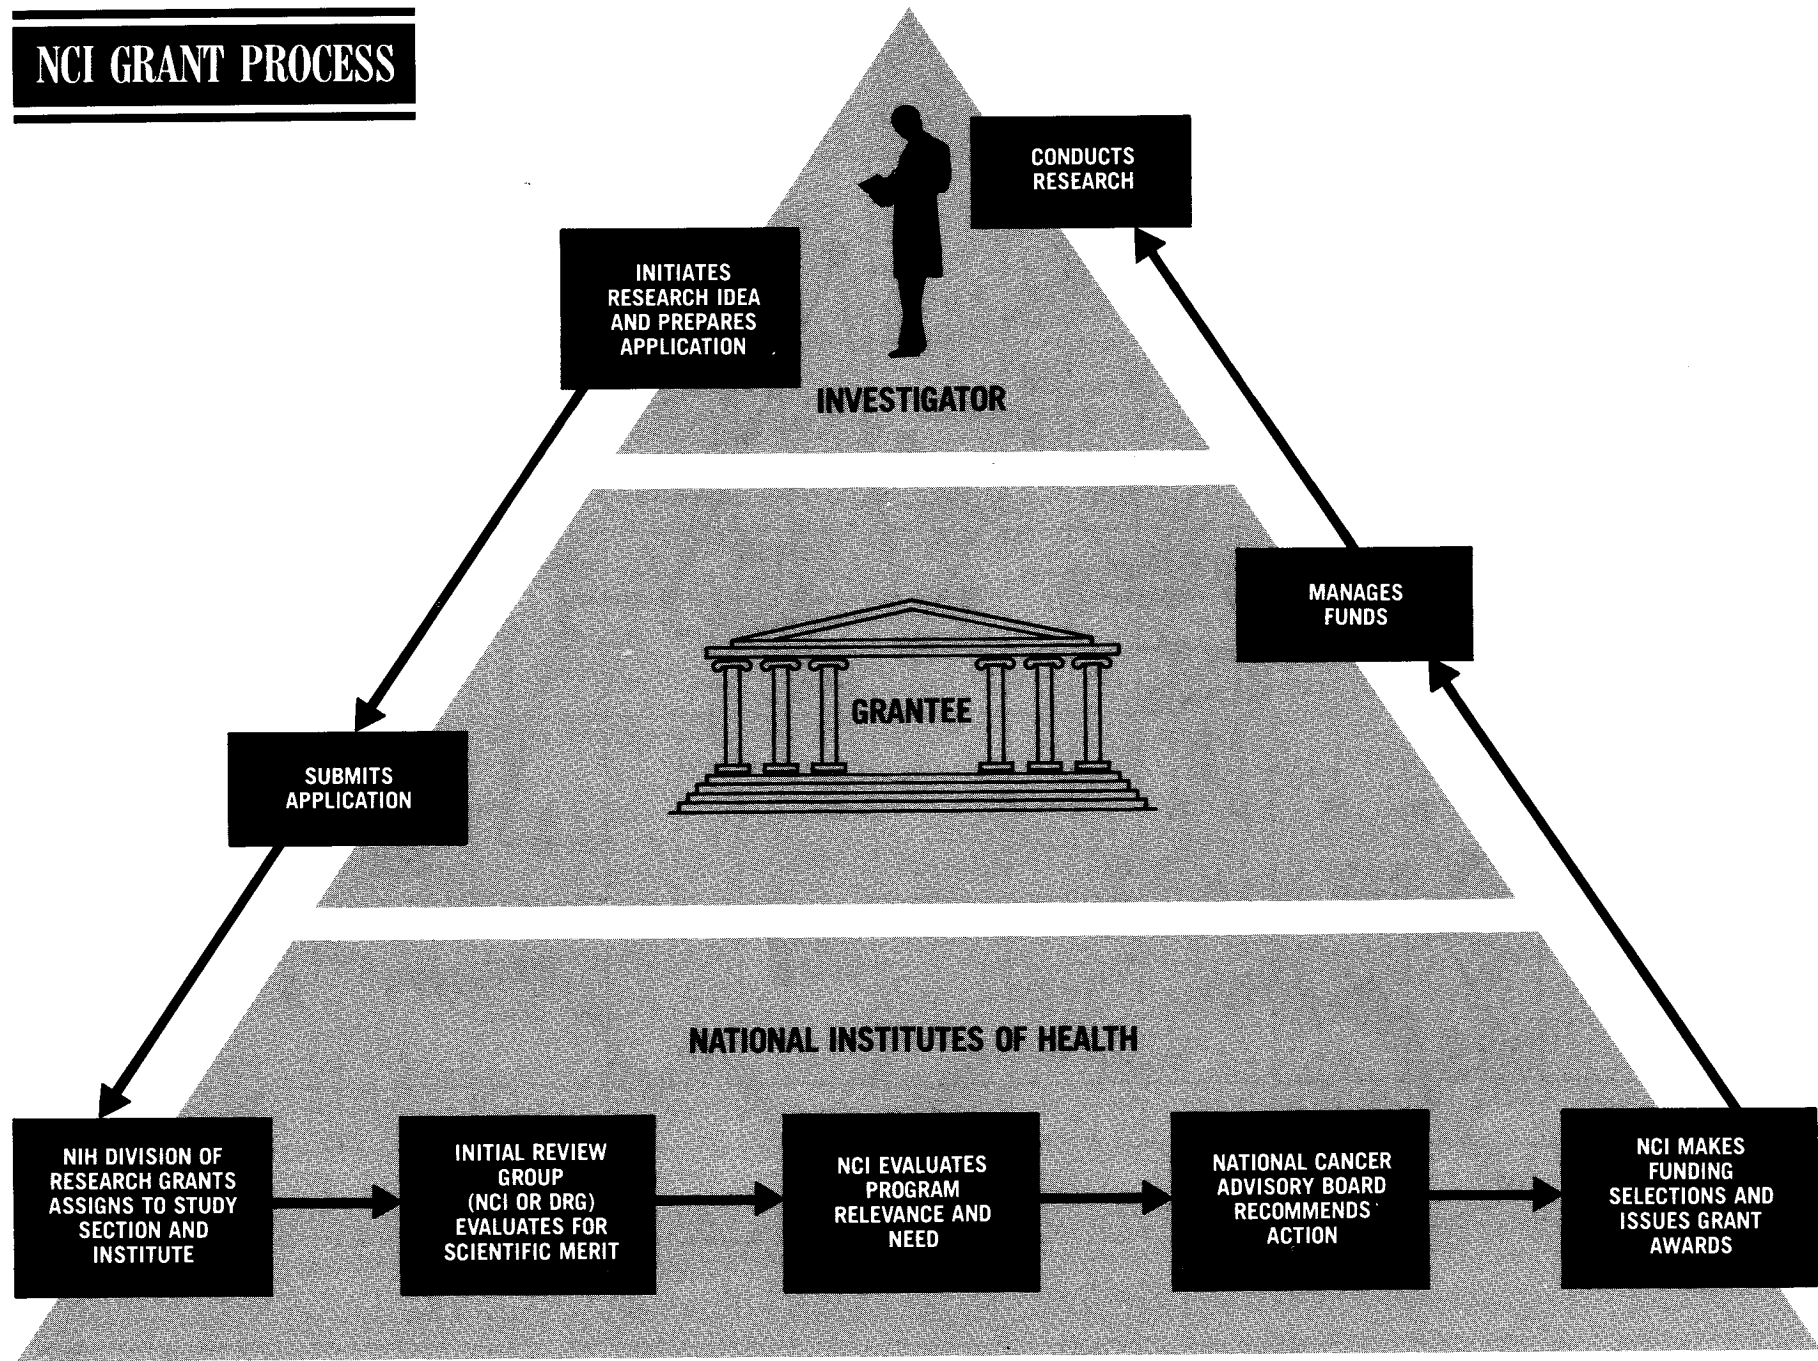 NCI GRANT PROCESS
CONDUCTS
RESEARCH
INITIATES
RESEARCH IDEA
AND PREPARES
APPLICATION
INVESTIGATOR
MANAGES
FUNDS
GRANTEE
SUBMITS
APPLICATION
NATIONAL INSTITUTES OF HEALTH
NIH DIVISION OF
RESEARCH GRANTS
ASSIGNS TO STUDY
SECTION AND
INSTITUTE
INITIAL REVIEW
GROUP
(NCI OR DRG)
EVALUATES FOR
SCIENTIFIC MERIT
NCI EVALUATES
PROGRAM
RELEVANCE AND
NEED
NATIONAL CANCER
ADVISORY BOARD
RECOMMENDS
ACTION
NCI MAKES
FUNDING
SELECTIONS AND
ISSUES GRANT
AWARDS